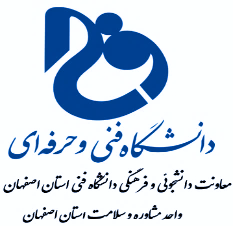 دانشگاه فنی و حرفه ای
معاونت دانشجوئی و فرهنگی دانشگاه فنی استان اصفهان
واحد مشاوره و سلامت استان اصفهان